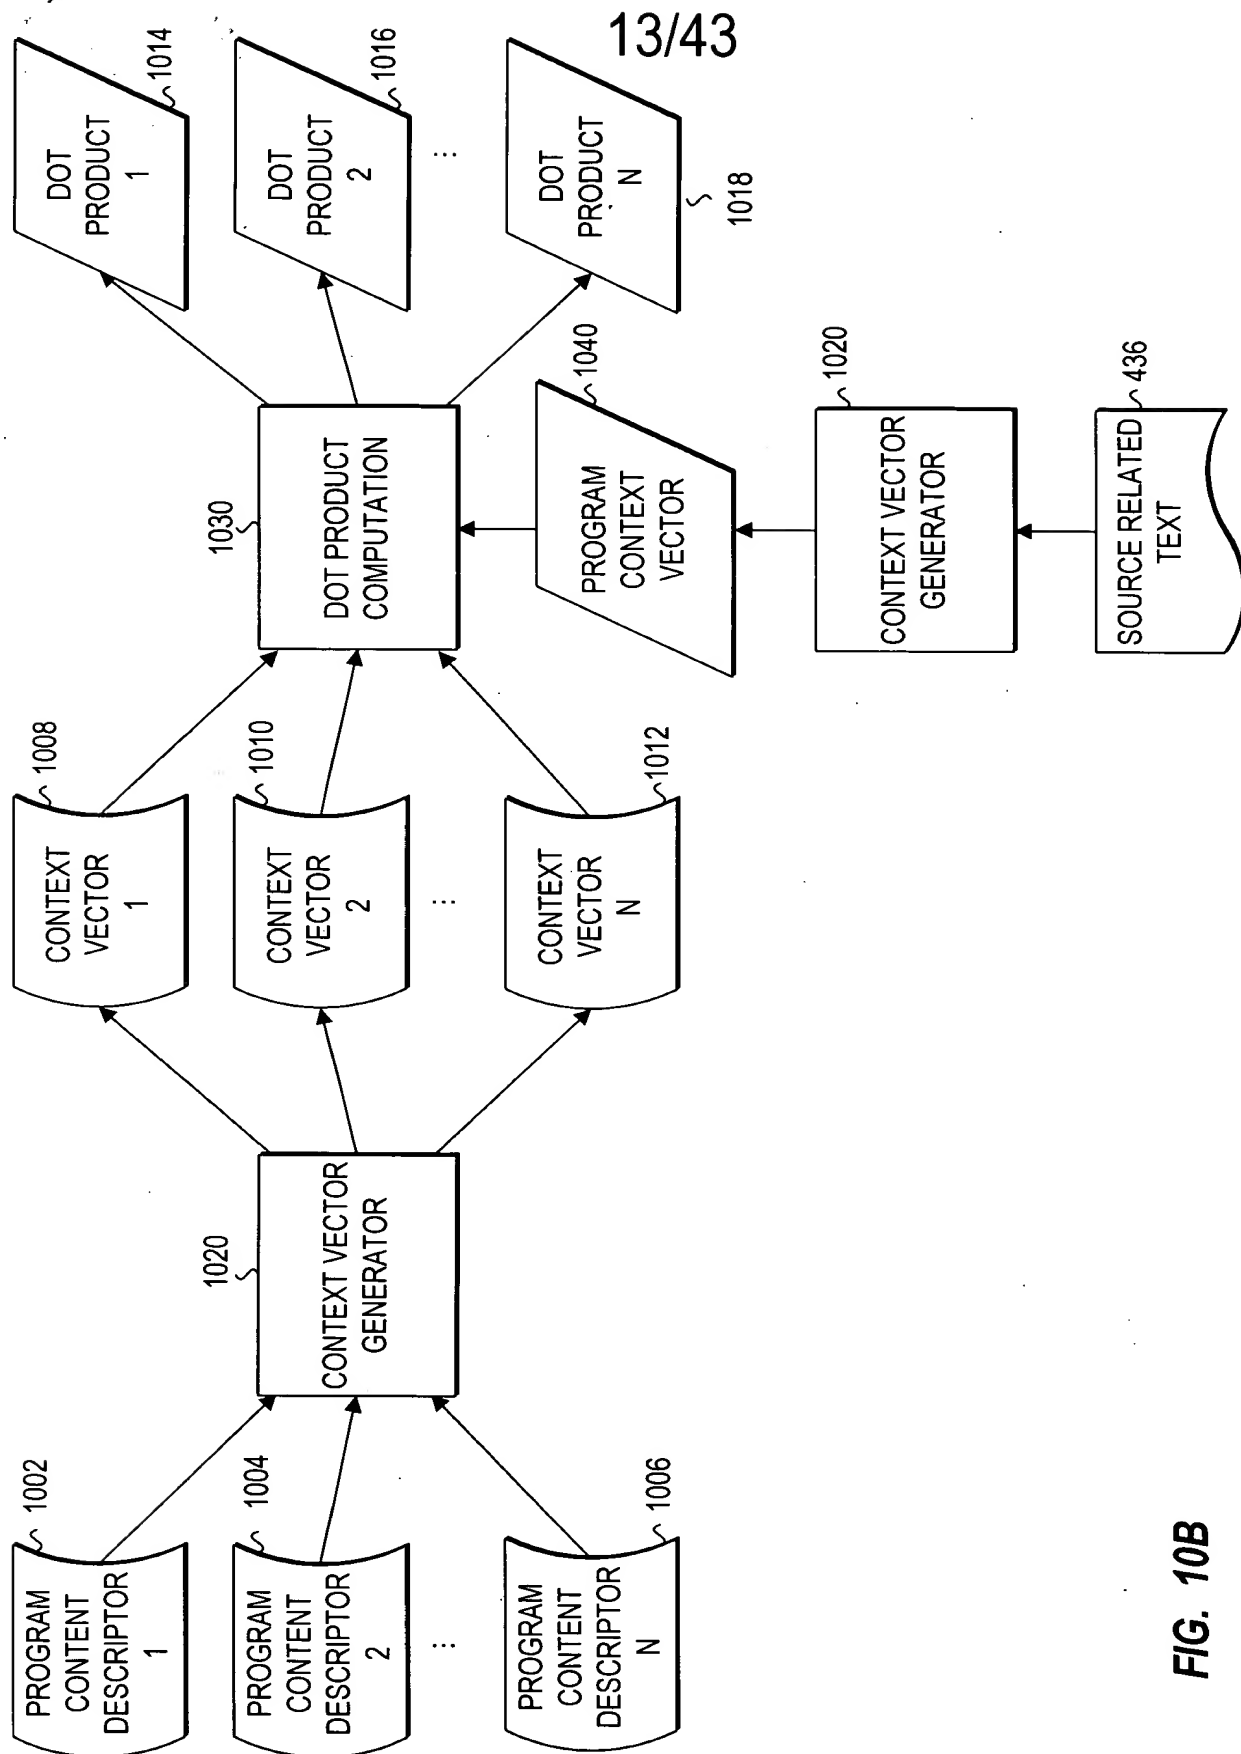 13/43
PROGRAM
CONTENT
DESCRIPTOR
1
1002
PROGRAM
CONTENT
DESCRIPTOR
2
1004
...
PROGRAM
CONTENT
DESCRIPTOR
N
1006
1020
CONTEXT VECTOR
GENERATOR
CONTEXT
VECTOR
1
1008
CONTEXT
VECTOR
2
1010
...
CONTEXT
VECTOR
N
1012
1030
DOT PRODUCT
COMPUTATION
DOT
PRODUCT
1
1014
DOT
PRODUCT
2
1016
...
DOT
PRODUCT
N
1018
PROGRAM
CONTEXT
VECTOR
1040
CONTEXT VECTOR
GENERATOR
1020
SOURCE RELATED
TEXT
436
FIG. 10B